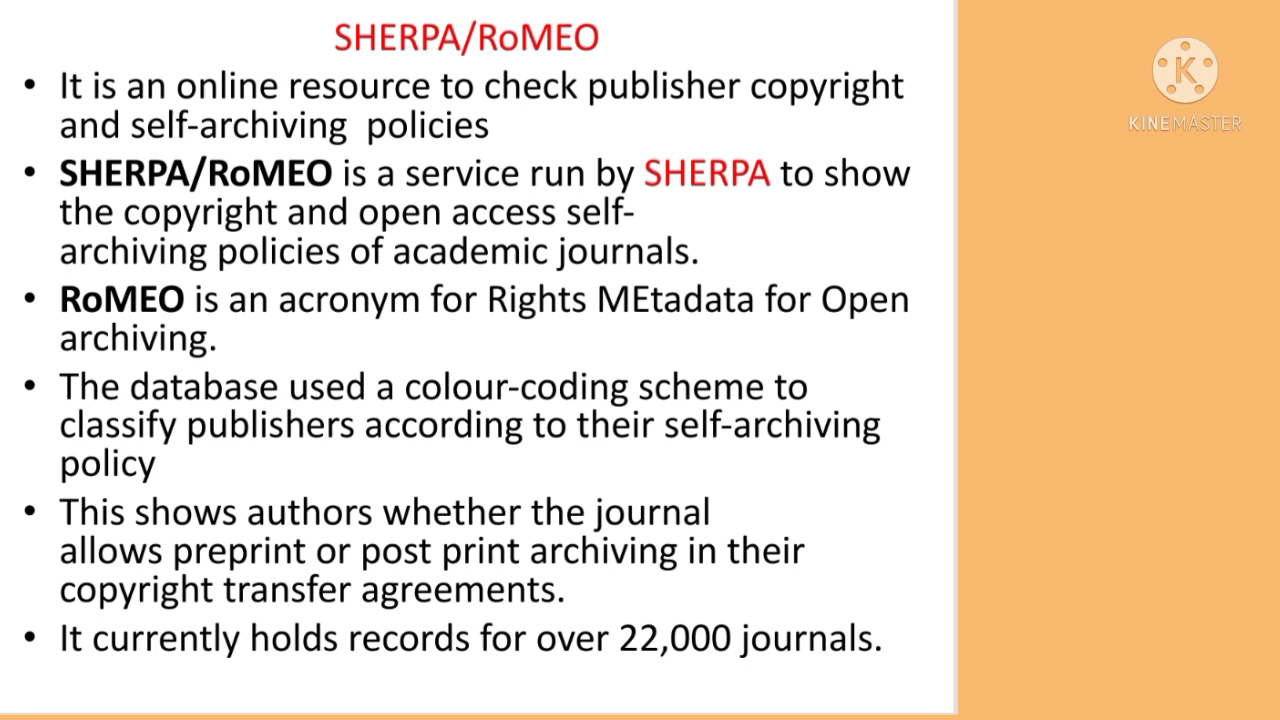 SHERPA/RoMEO
• It is an online resource to check publisher copyright
and self-archiving policies
• SHERPA/RoMEO is a service run by SHERPA to show
the copyright and open access self-
archiving policies of academic journals.
• RoMEO is an acronym for Rights MEtadata for Open
archiving.
• The database used a colour-coding scheme to
classify publishers according to their self-archiving
policy
• This shows authors whether the journal
allows preprint or post print archiving in their
copyright transfer agreements.
• It currently holds records for over 22,000 journals.
K
KINEMASTER